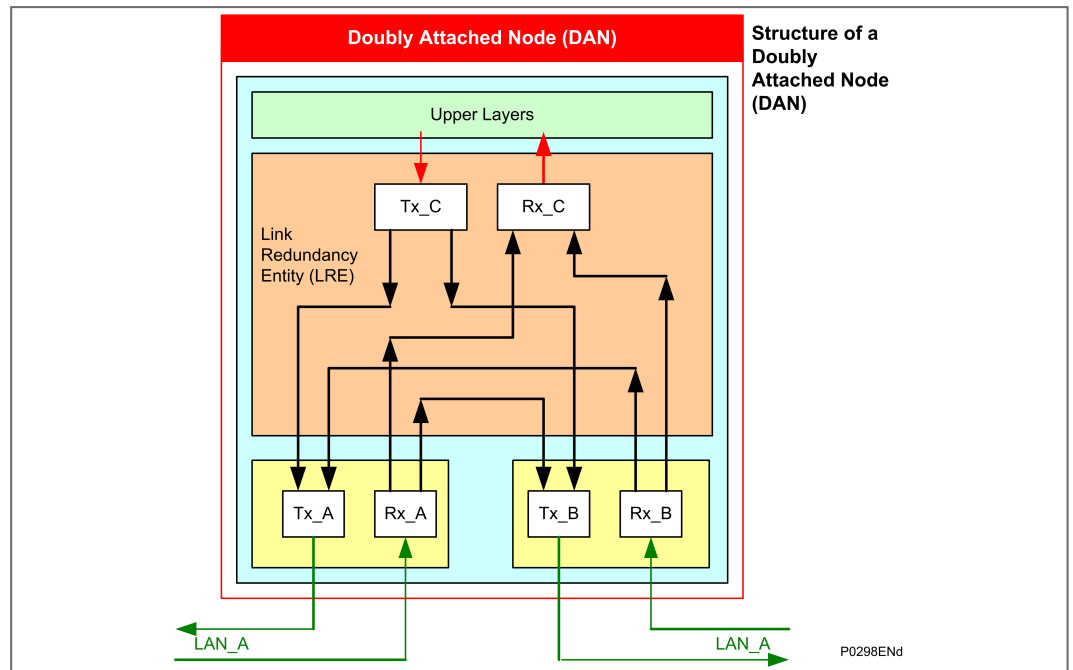 Doubly Attached Node (DAN)
Structure of a
Doubly
Attached Node
(DAN)
Upper Layers
Tx_C
Rx_C
Link
Redundancy
Entity (LRE)
Tx_A
Rx_A
Tx_B
Rx_B
LAN_A
LAN_A
P0298ENd